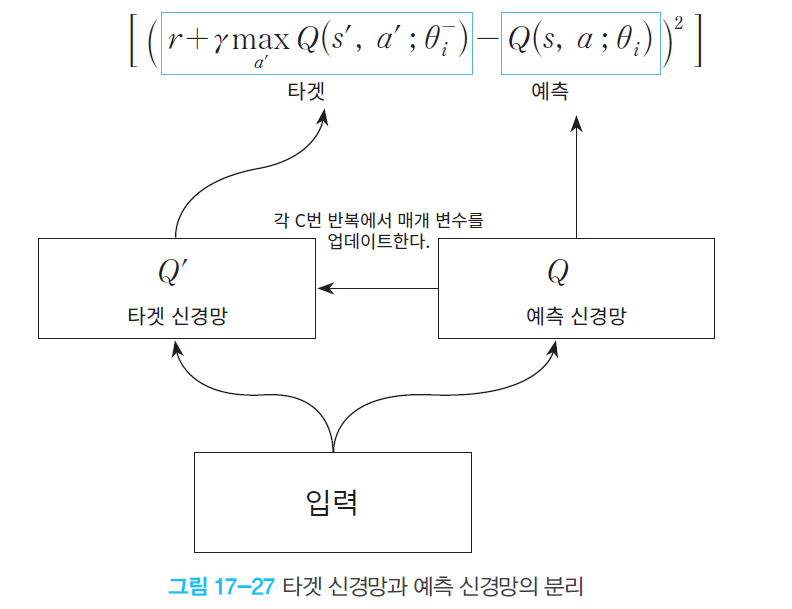 [ ( r + γ max_{a′} Q(s′, a′ ; θ_i^−) − Q(s, a ; θ_i) )^2 ]
타겟 예측
각 C번 반복에서 매개 변수를
업데이트한다.
Q′ Q
타겟 신경망 예측 신경망
입력
그림 17–27 타겟 신경망과 예측 신경망의 분리